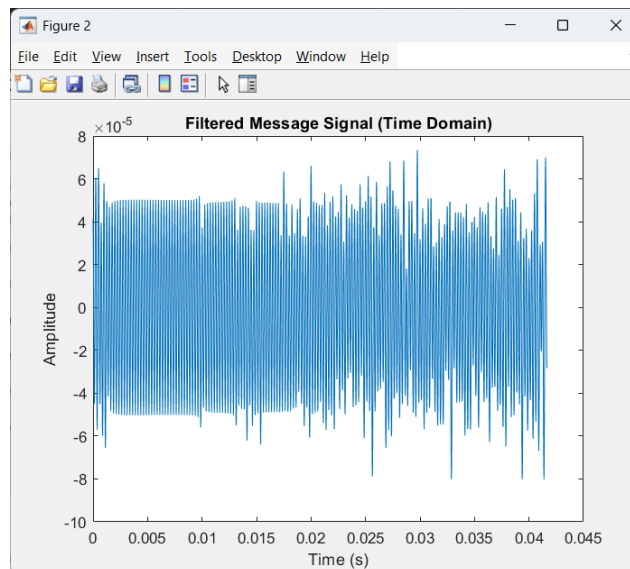 Figure 2
File Edit View Insert Tools Desktop Window Help
×10-5
Filtered Message Signal (Time Domain)
8
6
4
2
0
-2
-4
-6
-8
-10
Amplitude
0 0.005 0.01 0.015 0.02 0.025 0.03 0.035 0.04 0.045
Time (s)